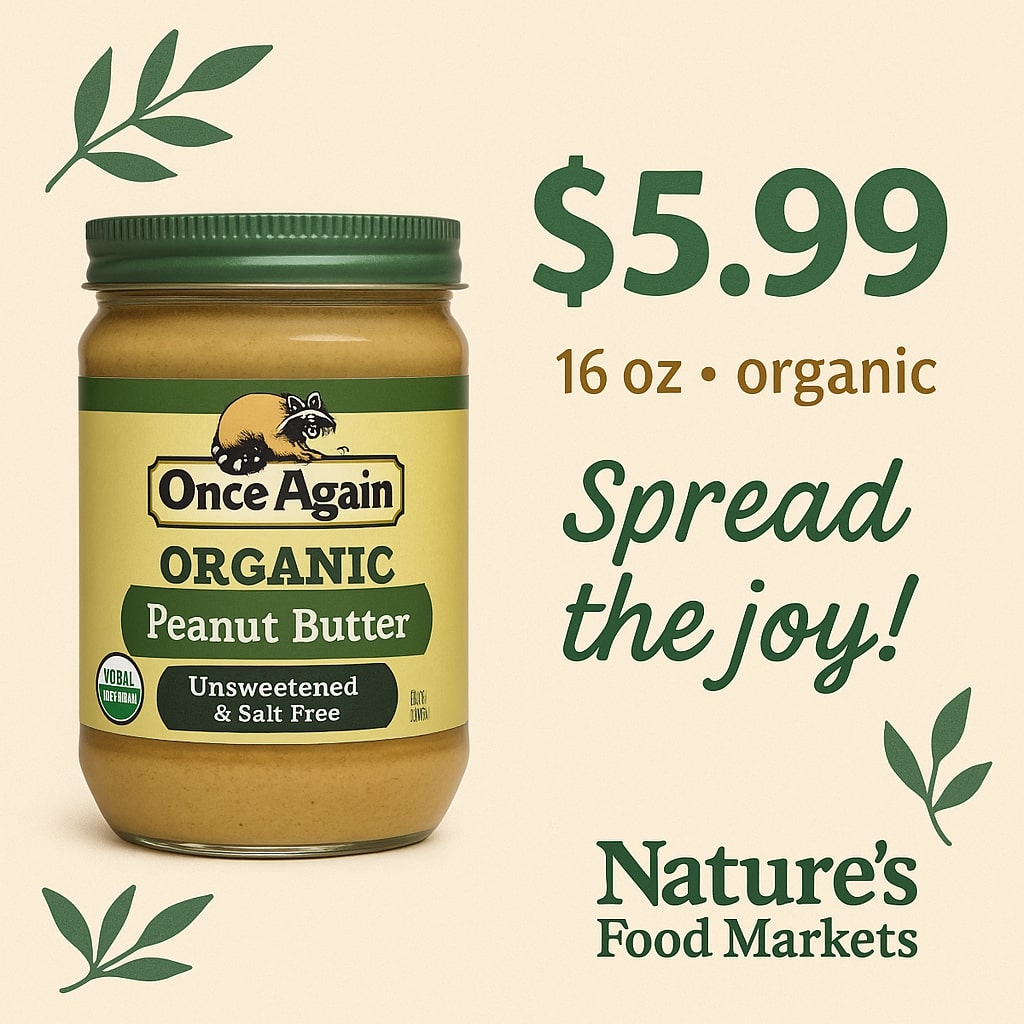 $5.99
16 oz • organic
Spread
the joy!
Once Again
ORGANIC
Peanut Butter
Unsweetened
& Salt Free
VOBAL
Nature's
Food Markets